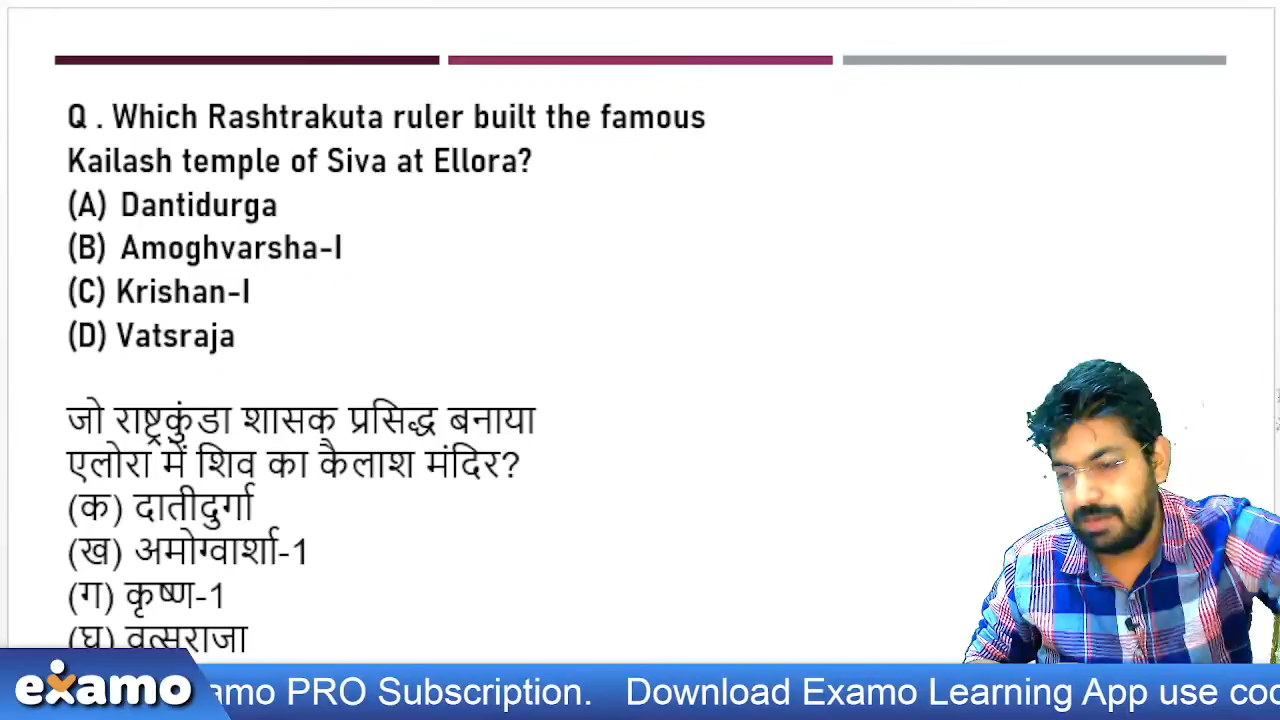 Q . Which Rashtrakuta ruler built the famous
Kailash temple of Siva at Ellora?
(A) Dantidurga
(B) Amoghvarsha-I
(C) Krishan-I
(D) Vatsraja
जो राष्ट्रकुंडा शासक प्रसिद्ध बनाया
एलोरा में शिव का कैलाश मंदिर?
(क) दातीदुर्गा
(ख) अमोग्वार्शा-1
(ग) कृष्ण-1
(घ) वत्सराजा
examo amo PRO Subscription. Download Examo Learning App use